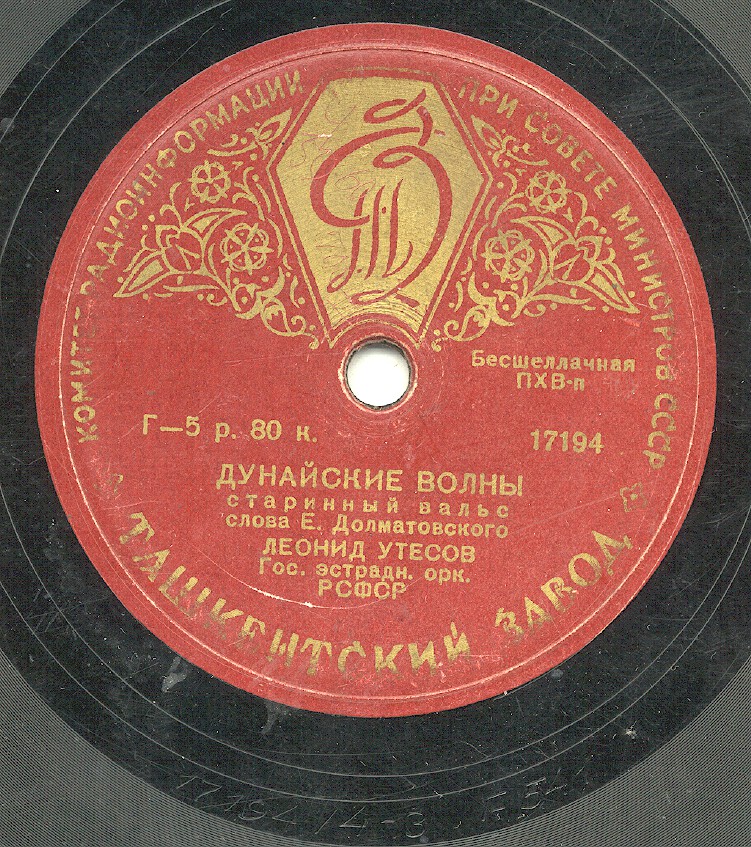 КОМИТЕТ РАДИОИНФОРМАЦИИ ПРИ СОВЕТЕ МИНИСТРОВ СССР
Бесшеллачная
ПХВ-п
Г—5 р. 80 к.
17194
ДУНАЙСКИЕ ВОЛНЫ
старинный вальс
слова Е. Долматовского
ЛЕОНИД УТЕСОВ
Гос. эстрадн. орк.
РСФСР
ТАШКЕНТСКИЙ ЗАВОД